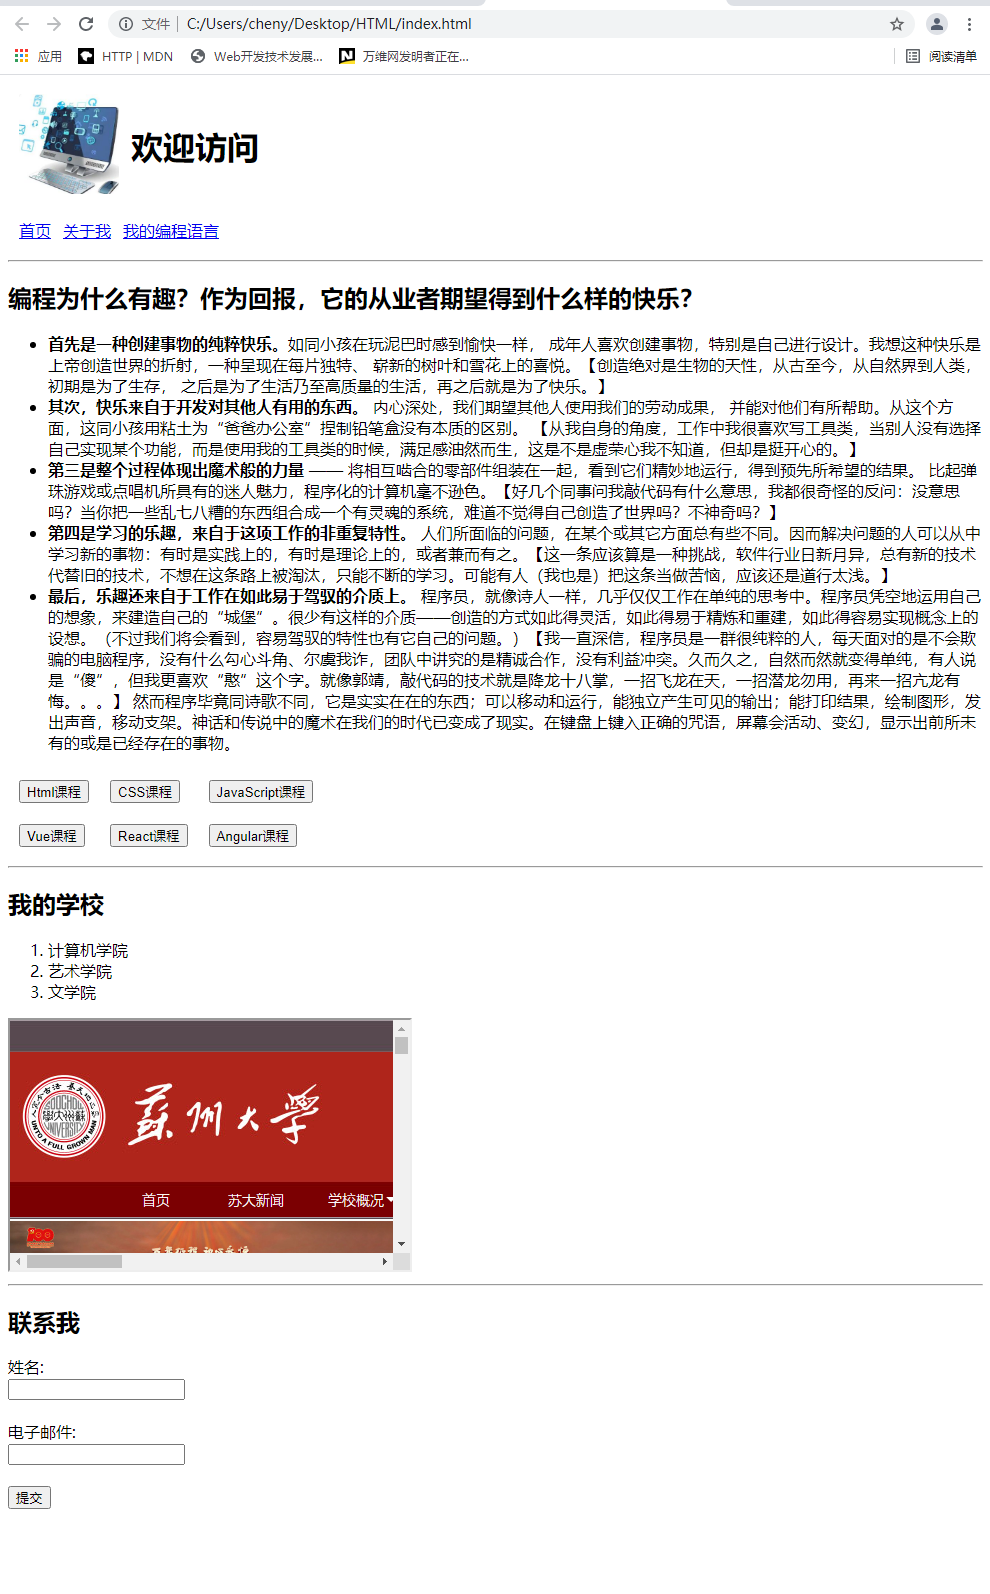 文件 C:/Users/cheny/Desktop/HTML/index.html
应用 HTTP | MDN Web开发技术发展... 万维网发明者正在... 阅读清单
欢迎访问
首页 关于我 我的编程语言
编程为什么有趣？作为回报，它的从业者期望得到什么样的快乐？
首先是一种创建事物的纯粹快乐。如同小孩在玩泥巴时感到愉快一样， 成年人喜欢创建事物，特别是自己进行设计。我想这种快乐是
上帝创造世界的折射，一种呈现在每片独特、 崭新的树叶和雪花上的喜悦。【创造绝对是生物的天性，从古至今，从自然界到人类，
初期是为了生存， 之后是为了生活乃至高质量的生活，再之后就是为了快乐。】
其次，快乐来自于开发对其他人有用的东西。 内心深处，我们期望其他人使用我们的劳动成果， 并能对他们有所帮助。从这个方
面，这同小孩用粘土为“爸爸办公室”捏制铅笔盒没有本质的区别。 【从我自身的角度，工作中我很喜欢写工具类，当别人没有选择
自己实现某个功能，而是使用我的工具类的时候，满足感油然而生，这是不是虚荣心我不知道，但却是挺开心的。】
第三是整个过程体现出魔术般的力量 —— 将相互啮合的零部件组装在一起，看到它们精妙地运行，得到预先所希望的结果。 比起弹
珠游戏或点唱机所具有的迷人魅力，程序化的计算机毫不逊色。【好几个同事问我敲代码有什么意思，我都很奇怪的反问：没意思
吗？当你把一些乱七八糟的东西组合成一个有灵魂的系统，难道不觉得自己创造了世界吗？不神奇吗？】
第四是学习的乐趣，来自于这项工作的非重复特性。 人们所面临的问题，在某个或其它方面总有些不同。因而解决问题的人可以从中
学习新的事物：有时是实践上的，有时是理论上的，或者兼而有之。【这一条应该算是一种挑战，软件行业日新月异，总有新的技术
代替旧的技术，不想在这条路上被淘汰，只能不断的学习。可能有人（我也是）把这条当做苦恼，应该还是道行太浅。】
最后，乐趣还来自于工作在如此易于驾驭的介质上。 程序员，就像诗人一样，几乎仅仅工作在单纯的思考中。程序员凭空地运用自己
的想象，来建造自己的“城堡”。很少有这样的介质——创造的方式如此得灵活，如此得易于精炼和重建，如此得容易实现概念上的
设想。（不过我们将会看到，容易驾驭的特性也有它自己的问题。）【我一直深信，程序员是一群很纯粹的人，每天面对的是不会欺
骗的电脑程序，没有什么勾心斗角、尔虞我诈，团队中讲究的是精诚合作，没有利益冲突。久而久之，自然而然就变得单纯，有人说
是“傻”，但我更喜欢“憨”这个字。就像郭靖，敲代码的技术就是降龙十八掌，一招飞龙在天，一招潜龙勿用，再来一招亢龙有
悔。。。】 然而程序毕竟同诗歌不同，它是实实在在的东西；可以移动和运行，能独立产生可见的输出；能打印结果，绘制图形，发
出声音，移动支架。神话和传说中的魔术在我们的时代已变成了现实。在键盘上键入正确的咒语，屏幕会活动、变幻，显示出前所未
有的或是已经存在的事物。
Html课程 CSS课程 JavaScript课程
Vue课程 React课程 Angular课程
我的学校
1. 计算机学院
2. 艺术学院
3. 文学院
SOOCHOW UNIVERSITY
UNTO A FULL GROWN MAN
蘇州大學
首页 苏大新闻 学校概况
100
联系我
姓名:
电子邮件:
提交